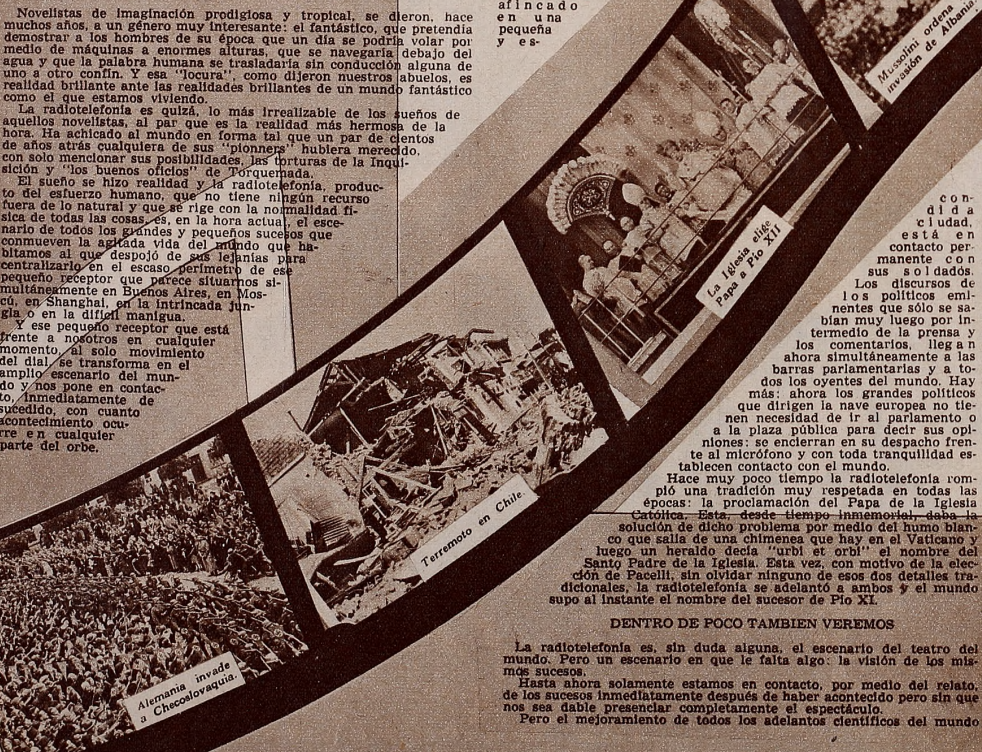 Novelistas de imaginación prodigiosa y tropical, se dieron, hace
muchos años, a un género muy interesante: el fantástico, que pretendía
demostrar a los hombres de su época que un día se podría volar por
medio de máquinas a enormes alturas, que se navegaría debajo del
agua y que la palabra humana se trasladaría sin conducción alguna de
uno a otro confín. Y esa "locura", como dijeron nuestros abuelos, es
realidad brillante ante las realidades brillantes de un mundo fantástico
como el que estamos viviendo.
La radiotelefonía es quizá, lo más irrealizable de los sueños de
aquellos novelistas, al par que es la realidad más hermosa de la
hora. Ha achicado al mundo en forma tal que un par de cientos
de años atrás cualquiera de sus "pionners" hubiera merecido,
con solo mencionar sus posibilidades, las torturas de la Inqui-
sición y "los buenos oficios" de Torquemada.
El sueño se hizo realidad y la radiotelefonía, produc-
to del esfuerzo humano, que no tiene ningún recurso
fuera de lo natural y que se rige con la normalidad fí-
sica de todas las cosas, es, en la hora actual, el esce-
nario de todos los grandes y pequeños sucesos que
conmueven la agitada vida del mundo que ha-
bitamos al que despojó de sus lejanías para
centralizarlo en el escaso perímetro de ese
pequeño receptor que parece situarnos si-
multáneamente en Buenos Aires, en Mos-
cú, en Shanghai, en la intrincada jun-
gla o en la difícil manigua.
Y ese pequeño receptor que está
frente a nosotros en cualquier
momento, al solo movimiento
del dial, se transforma en el
amplio escenario del mun-
do y nos pone en contac-
to, inmediatamente de
sucedido, con cuanto
acontecimiento ocu-
rre en cualquier
parte del orbe.
afincado
en una
pequeña
y es-
con-
dida
ciudad,
está en
contacto per-
manente con
sus soldados.
Los discursos de
los políticos emi-
nentes que sólo se sa-
bían muy luego por in-
termedio de la prensa y
los comentarios, llegan
ahora simultáneamente a las
barras parlamentarias y a to-
dos los oyentes del mundo. Hay
más: ahora los grandes políticos
que dirigen la nave europea no tie-
nen necesidad de ir al parlamento o
a la plaza pública para decir sus opi-
niones: se encierran en su despacho fren-
te al micrófono y con toda tranquilidad es-
tablecen contacto con el mundo.
Hace muy poco tiempo la radiotelefonía rom-
pió una tradición muy respetada en todas las
épocas: la proclamación del Papa de la Iglesia
Católica. Esta, desde tiempo inmemorial, daba la
solución de dicho problema por medio del humo blan-
co que salía de una chimenea que hay en el Vaticano y
luego un heraldo decía "urbi et orbi" el nombre del
Santo Padre de la Iglesia. Esta vez, con motivo de la elec-
ción de Pacelli, sin olvidar ninguno de esos dos detalles tra-
dicionales, la radiotelefonía se adelantó a ambos y el mundo
supo al instante el nombre del sucesor de Pío XI.
DENTRO DE POCO TAMBIEN VEREMOS
La radiotelefonía es, sin duda alguna, el escenario del teatro del
mundo. Pero un escenario en que le falta algo: la visión de los mis-
mos sucesos.
Hasta ahora solamente estamos en contacto, por medio del relato,
de los sucesos inmediatamente después de haber acontecido pero sin que
nos sea dable presenciar completamente el espectáculo.
Pero el mejoramiento de todos los adelantos científicos del mundo
Mussolini ordena
invasión de Albania.
La Iglesia elige
Papa a Pío XII
Terremoto en Chile.
Alemania invade
a Checoslovaquia.